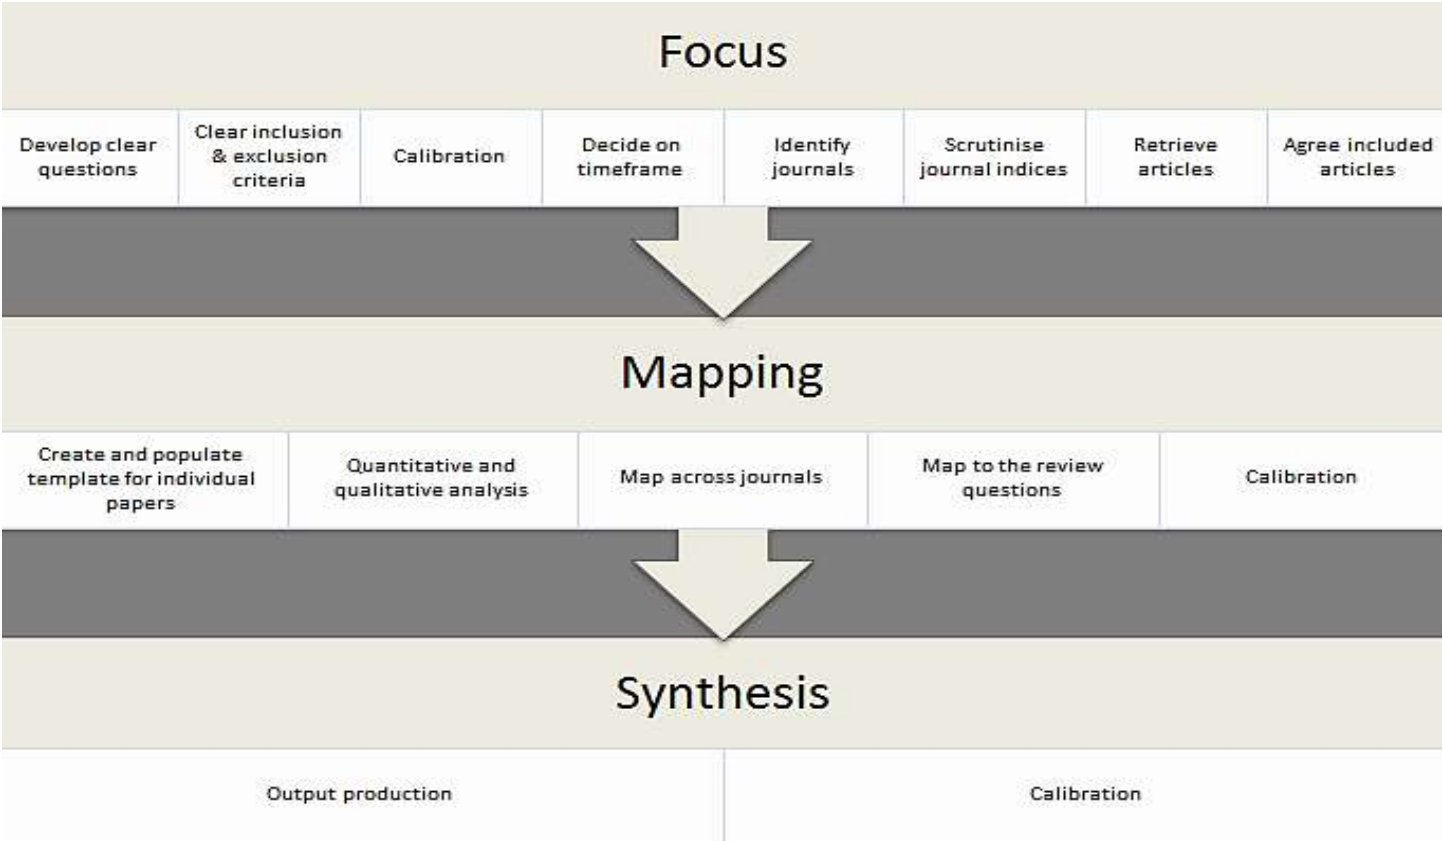 Focus
Develop clear
questions
Clear inclusion
& exclusion
criteria
Calibration
Decide on
timeframe
Identify
journals
Scrutinise
journal indices
Retrieve
articles
Agree included
articles
Mapping
Create and populate
template for individual
papers
Quantitative and
qualitative analysis
Map across journals
Map to the review
questions
Calibration
Synthesis
Output production
Calibration